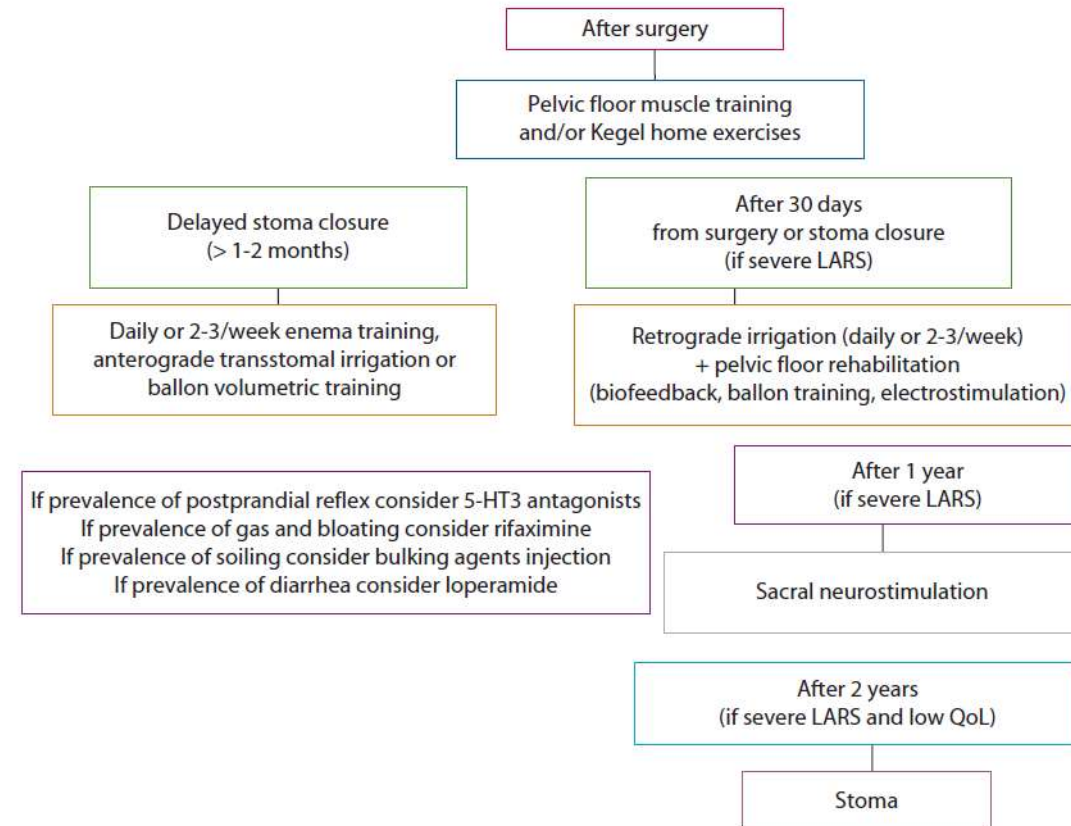 After surgery
Pelvic floor muscle training
and/or Kegel home exercises
Delayed stoma closure
(> 1-2 months)
After 30 days
from surgery or stoma closure
(if severe LARS)
Daily or 2-3/week enema training,
anterograde transstomal irrigation or
ballon volumetric training
Retrograde irrigation (daily or 2-3/week)
+ pelvic floor rehabilitation
(biofeedback, ballon training, electrostimulation)
If prevalence of postprandial reflex consider 5-HT3 antagonists
If prevalence of gas and bloating consider rifaximine
If prevalence of soiling consider bulking agents injection
If prevalence of diarrhea consider loperamide
After 1 year
(if severe LARS)
Sacral neurostimulation
After 2 years
(if severe LARS and low QoL)
Stoma